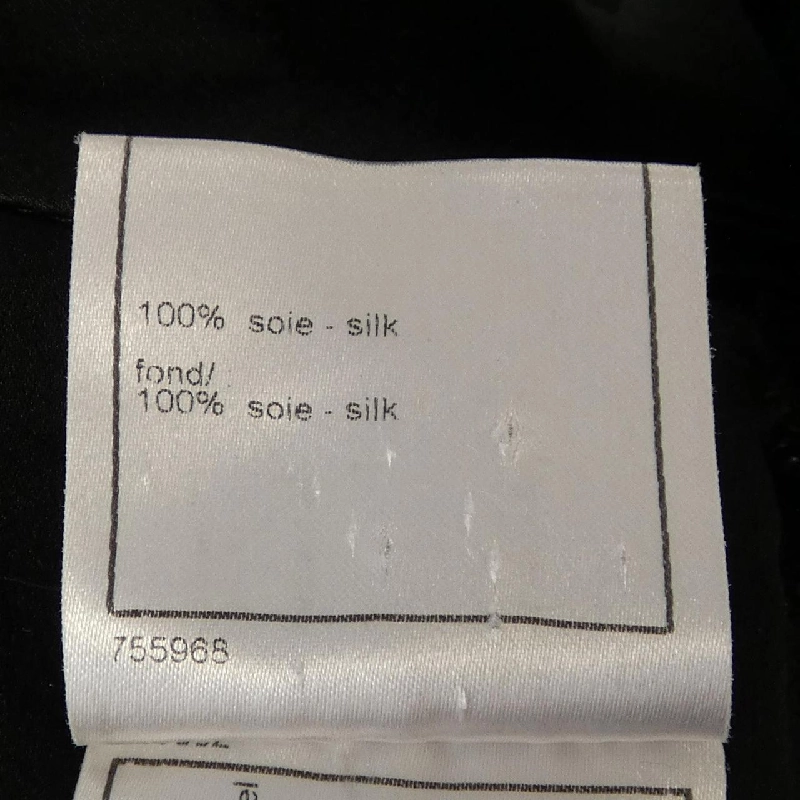 100% soie - silk
fond/
100% soie - silk
755968